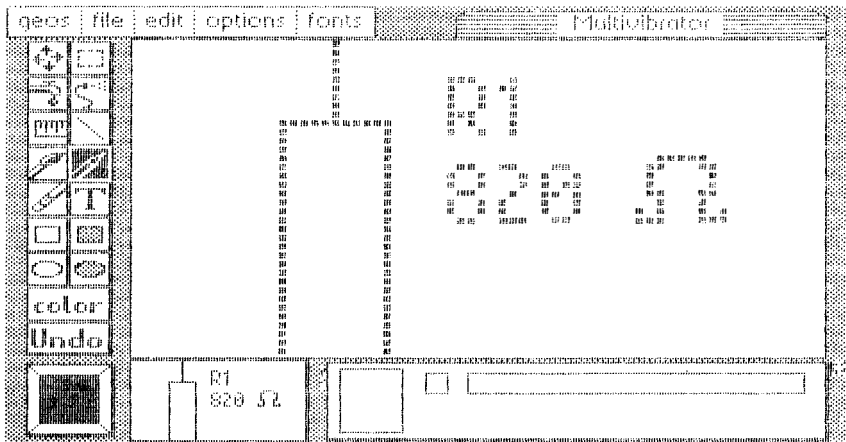 geos file edit options fonts Multivibrator
R1
820 Ω
T
color
Undo
R1
820 Ω